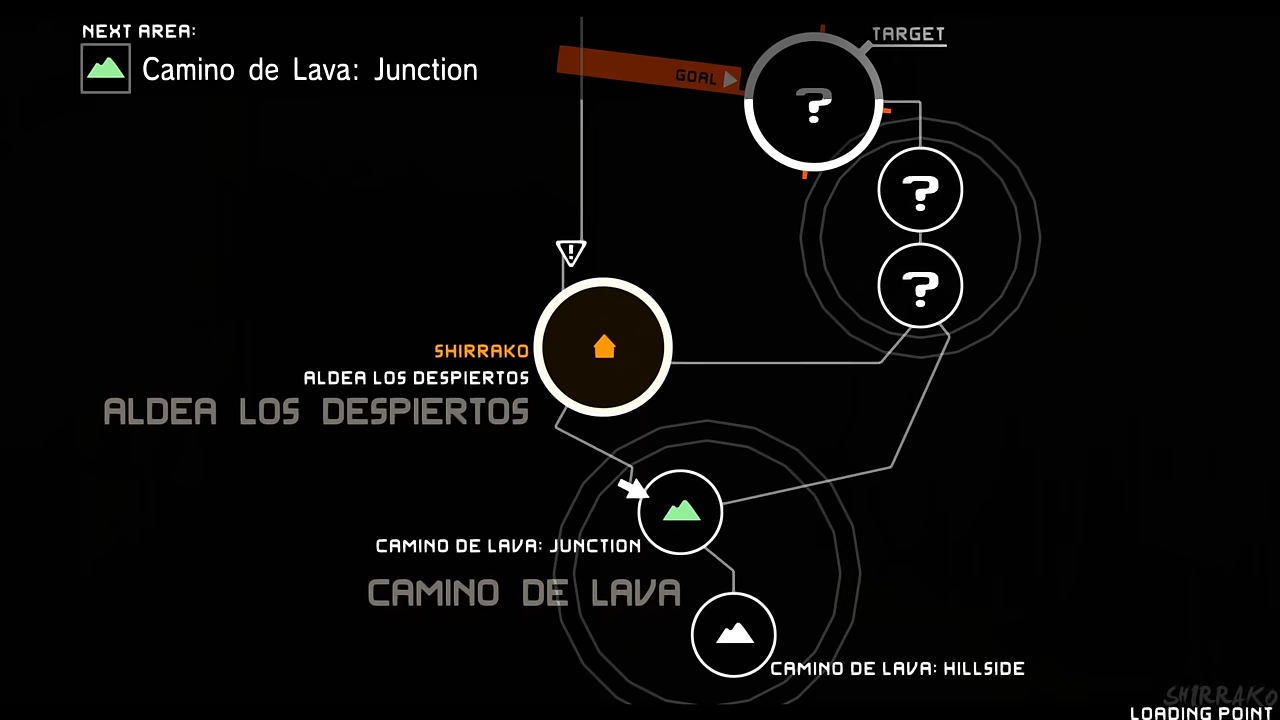 NEXT AREA:
Camino de Lava: Junction
TARGET
GOAL
?
?
?
!
SHIRRAKO
ALDEA LOS DESPIERTOS
ALDEA LOS DESPIERTOS
CAMINO DE LAVA: JUNCTION
CAMINO DE LAVA
CAMINO DE LAVA: HILLSIDE
SHIRRAKO
LOADING POINT